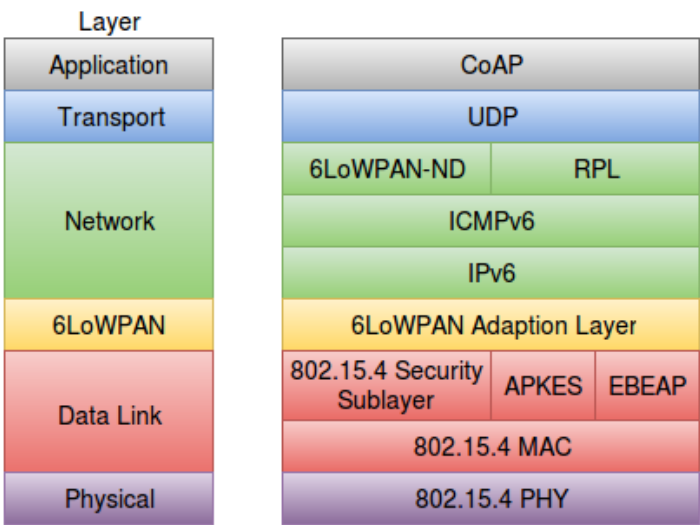 Layer
Application
CoAP
Transport
UDP
Network
6LoWPAN-ND
RPL
ICMPv6
IPv6
6LoWPAN
6LoWPAN Adaption Layer
Data Link
802.15.4 Security
Sublayer
APKES
EBEAP
802.15.4 MAC
Physical
802.15.4 PHY